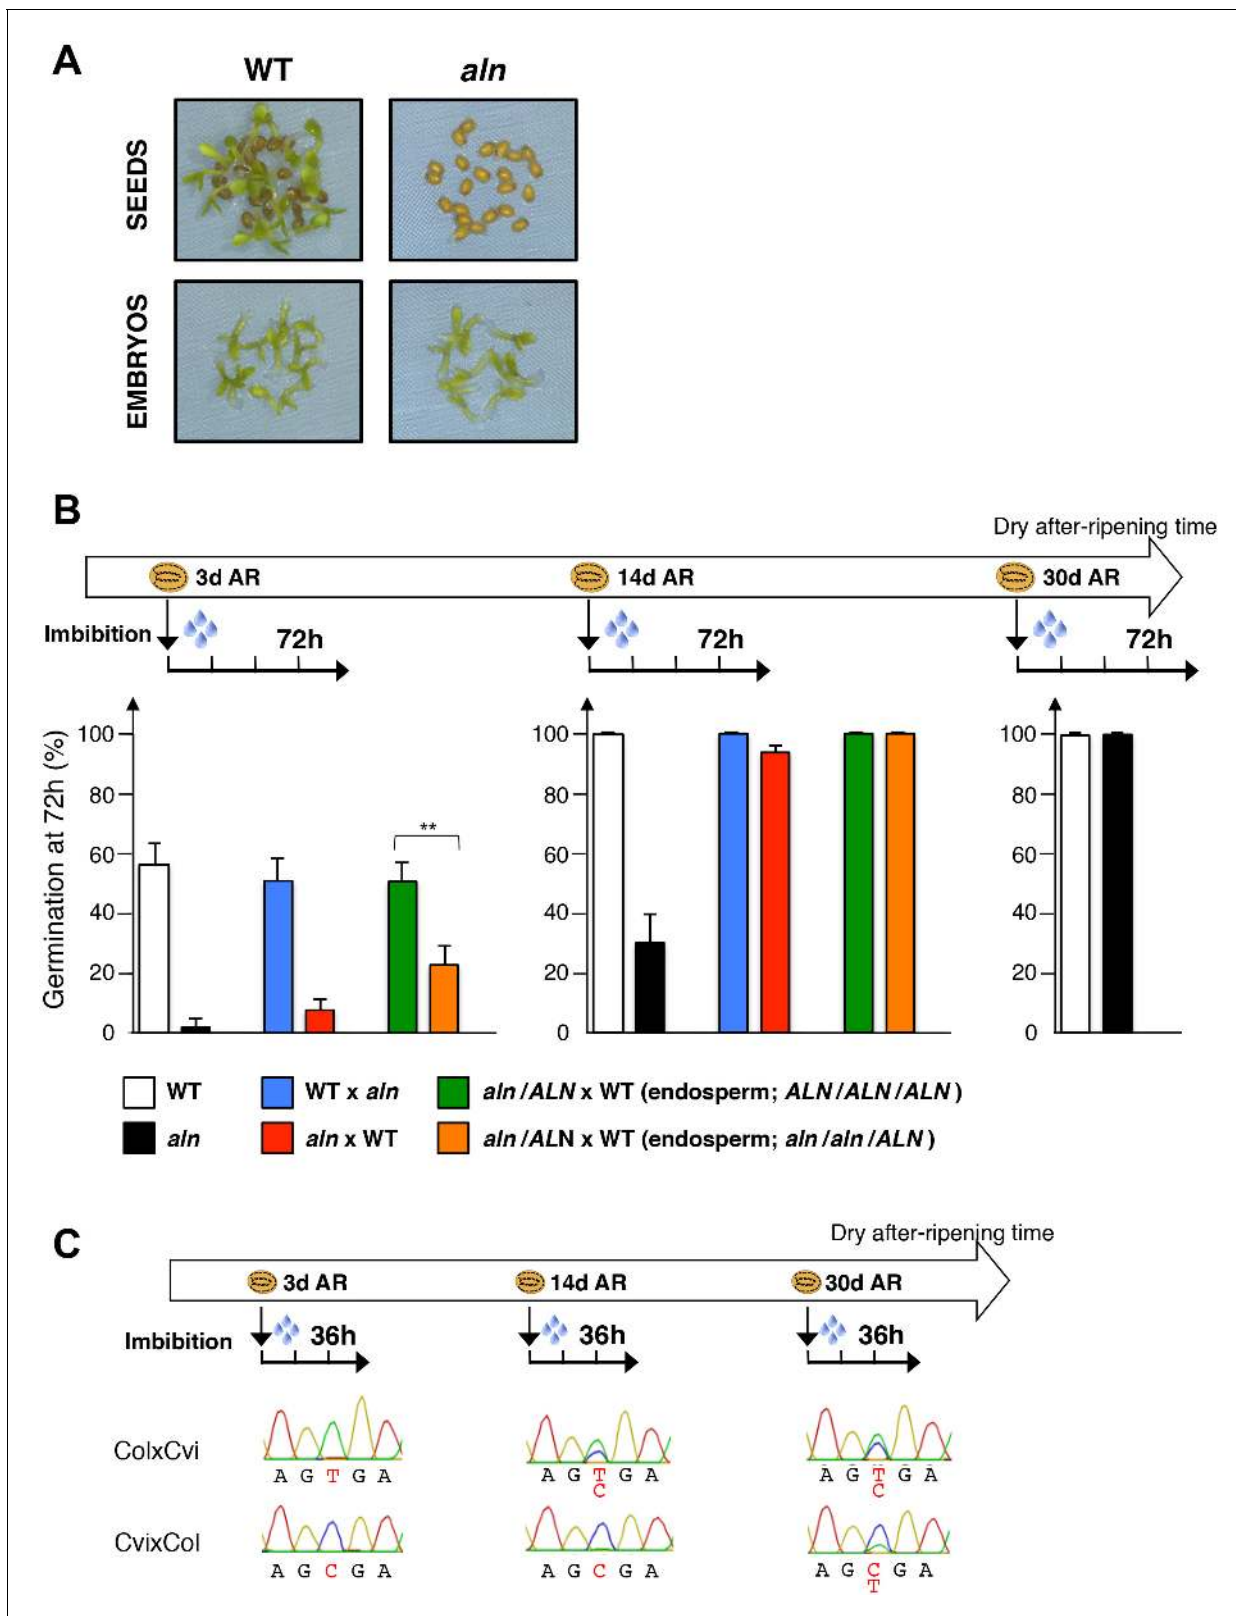 A
WT aln
SEEDS
EMBRYOS
B
Dry after-ripening time
3d AR 14d AR 30d AR
Imbibition 72h 72h 72h
Germination at 72h (%)
100 100 100
80 80 80
**
60 60 60
40 40 40
20 20 20
0 0 0
WT WT x aln aln/ALN x WT (endosperm; ALN/ALN/ALN)
aln aln x WT aln/ALN x WT (endosperm; aln/aln/ALN)
C
Dry after-ripening time
3d AR 14d AR 30d AR
Imbibition 36h 36h 36h
ColxCvi
A G T G A A G T G A A G T G A
C C
CvixCol
A G C G A A G C G A A G C G A
T